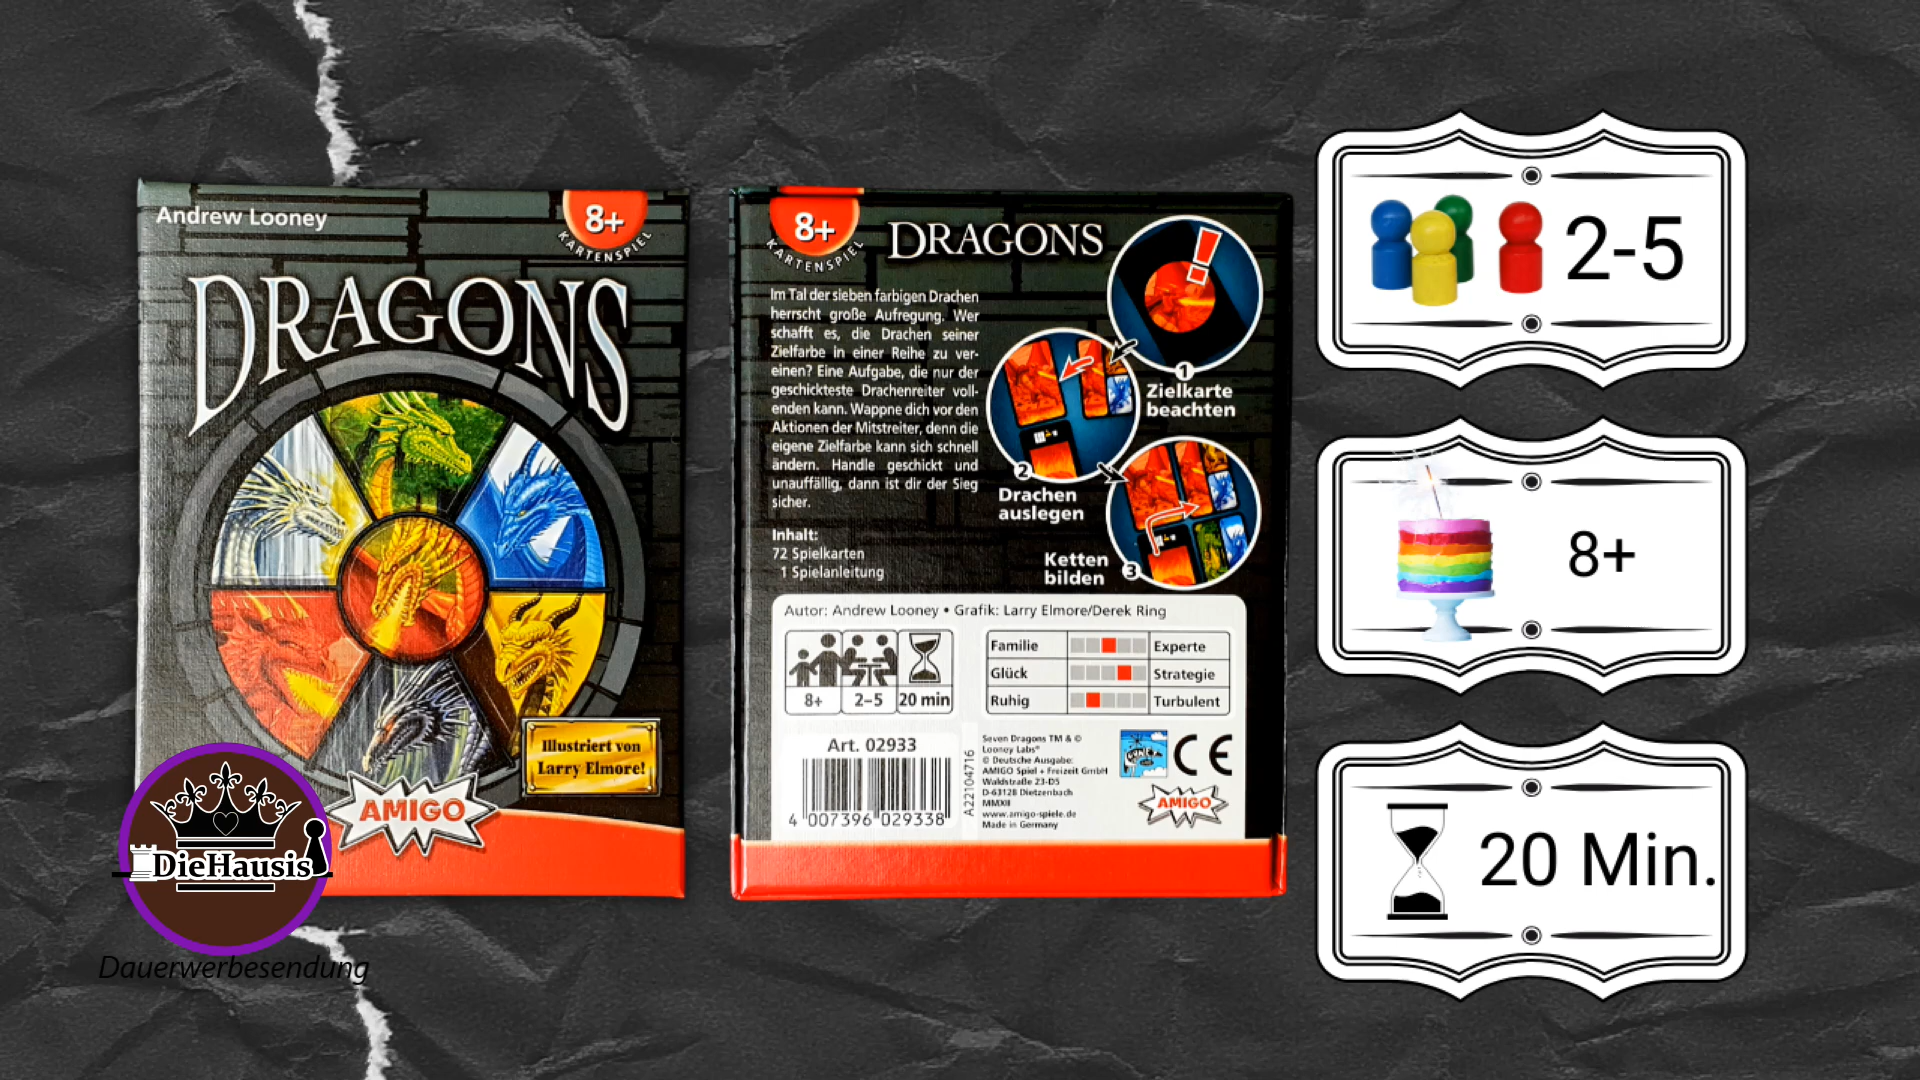 Andrew Looney
8+
KARTENSPIEL
DRAGONS
Illustriert von
Larry Elmore!
AMIGO
DieHausis
Dauerwerbesendung
8+
KARTENSPIEL
DRAGONS
Im Tal der sieben farbigen Drachen
herrscht große Aufregung. Wer
schafft es, die Drachen seiner
Zielfarbe in einer Reihe zu ver-
einen? Eine Aufgabe, die nur der
geschickteste Drachenreiter voll-
enden kann. Wappne dich vor den
Aktionen der Mitstreiter, denn die
eigene Zielfarbe kann sich schnell
ändern. Handle geschickt und
unauffällig, dann ist dir der Sieg
sicher.
Inhalt:
72 Spielkarten
1 Spielanleitung
!
1
Zielkarte
beachten
2
Drachen
auslegen
Ketten
bilden 3
Autor: Andrew Looney • Grafik: Larry Elmore/Derek Ring
8+ 2–5 20 min
Familie Experte
Glück Strategie
Ruhig Turbulent
Art. 02933
4 007396 029338
A22104716
Seven Dragons TM & ©
Looney Labs®
© Deutsche Ausgabe:
AMIGO Spiel + Freizeit GmbH
Waldstraße 23-D5
D-63128 Dietzenbach
MMXII
www.amigo-spiele.de
Made in Germany
CE
AMIGO
2-5
8+
20 Min.